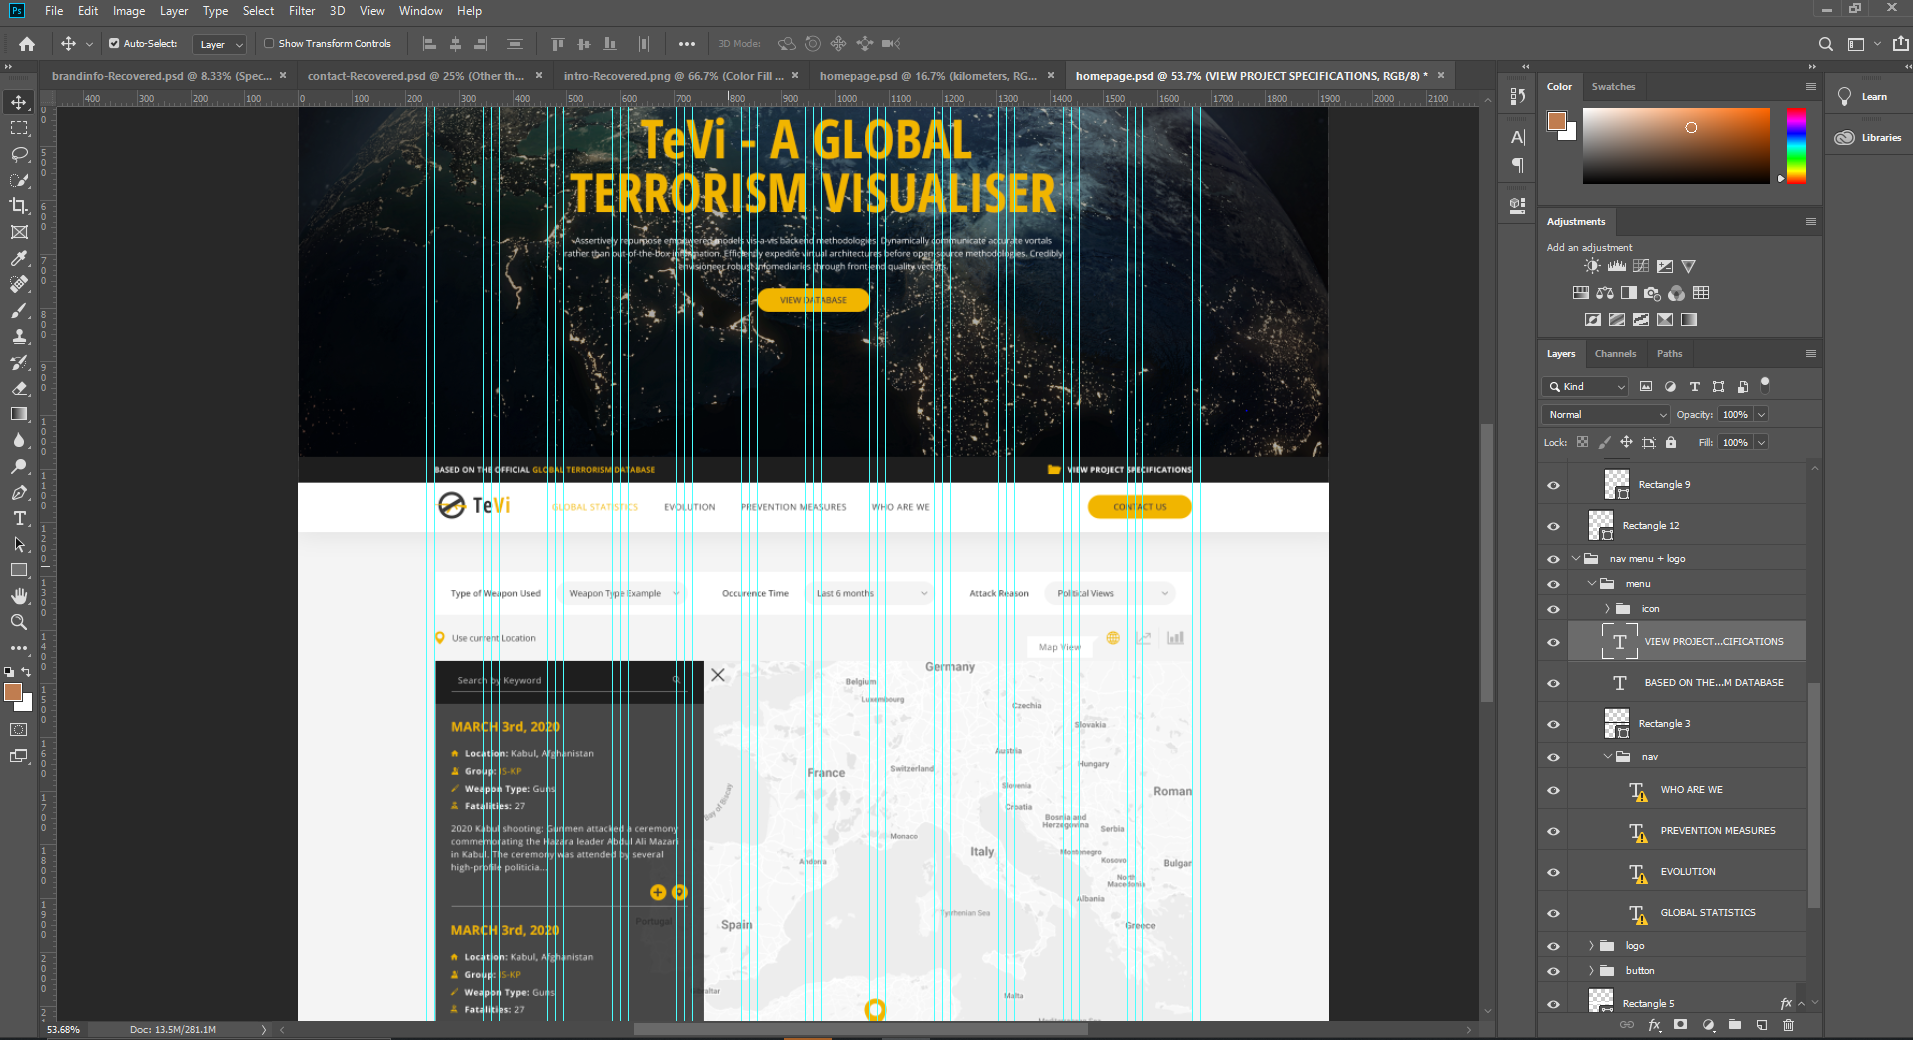 Ps File Edit Image Layer Type Select Filter 3D View Window Help
Auto-Select: Layer Show Transform Controls 3D Mode:
brandinfo-Recovered.psd @ 8.33% (Spec... × contact-Recovered.psd @ 25% (Other th... × intro-Recovered.png @ 66.7% (Color Fill ... × homepage.psd @ 16.7% (kilometers, RG... × homepage.psd @ 53.7% (VIEW PROJECT SPECIFICATIONS, RGB/8) * ×
400 300 200 100 0 100 200 300 400 500 600 700 800 900 1000 1100 1200 1300 1400 1500 1600 1700 1800 1900 2000 2100
TeVi - A GLOBAL
TERRORISM VISUALISER
Assertively repurpose empowered models vis-a-vis backend methodologies. Dynamically communicate accurate vortals
rather than out-of-the-box information. Efficiently expedite virtual architectures before open-source methodologies. Credibly
envisioneer robust infomediaries through front-end quality vectors.
VIEW DATABASE
BASED ON THE OFFICIAL GLOBAL TERRORISM DATABASE VIEW PROJECT SPECIFICATIONS
TeVi GLOBAL STATISTICS EVOLUTION PREVENTION MEASURES WHO ARE WE CONTACT US
Type of Weapon Used Weapon Type Example Occurence Time Last 6 months Attack Reason Political Views
Use current Location
Map View
Search by Keyword
MARCH 3rd, 2020
Location: Kabul, Afghanistan
Group: IS-KP
Weapon Type: Guns
Fatalities: 27
2020 Kabul shooting: Gunmen attacked a ceremony
commemorating the Hazara leader Abdul Ali Mazari
in Kabul. The ceremony was attended by several
high-profile politicia...
Portugal
MARCH 3rd, 2020
Location: Kabul, Afghanistan
Group: IS-KP
Weapon Type: Guns
Fatalities: 27
Germany
Belgium
Luxembourg
Czechia
Slovakia
Austria
Hungary
France
Switzerland
Slovenia
Croatia
Roman
Bay of Biscay
Bosnia and
Herzegovina
Serbia
Monaco
Italy
Montenegro
Kosovo
Andorra
Bulgar
North
Macedonia
Albania
Tyrrhenian Sea
Spain
Greece
Gibraltar
Malta
Mediterranean Sea
53.68% Doc: 13.5M/281.1M
Color Swatches
Learn
Libraries
Adjustments
Add an adjustment
Layers Channels Paths
Kind
Normal Opacity: 100%
Lock: Fill: 100%
Rectangle 9
Rectangle 12
nav menu + logo
menu
icon
VIEW PROJECT...CIFICATIONS
BASED ON THE...M DATABASE
Rectangle 3
nav
WHO ARE WE
PREVENTION MEASURES
EVOLUTION
GLOBAL STATISTICS
logo
button
Rectangle 5 fx
fx